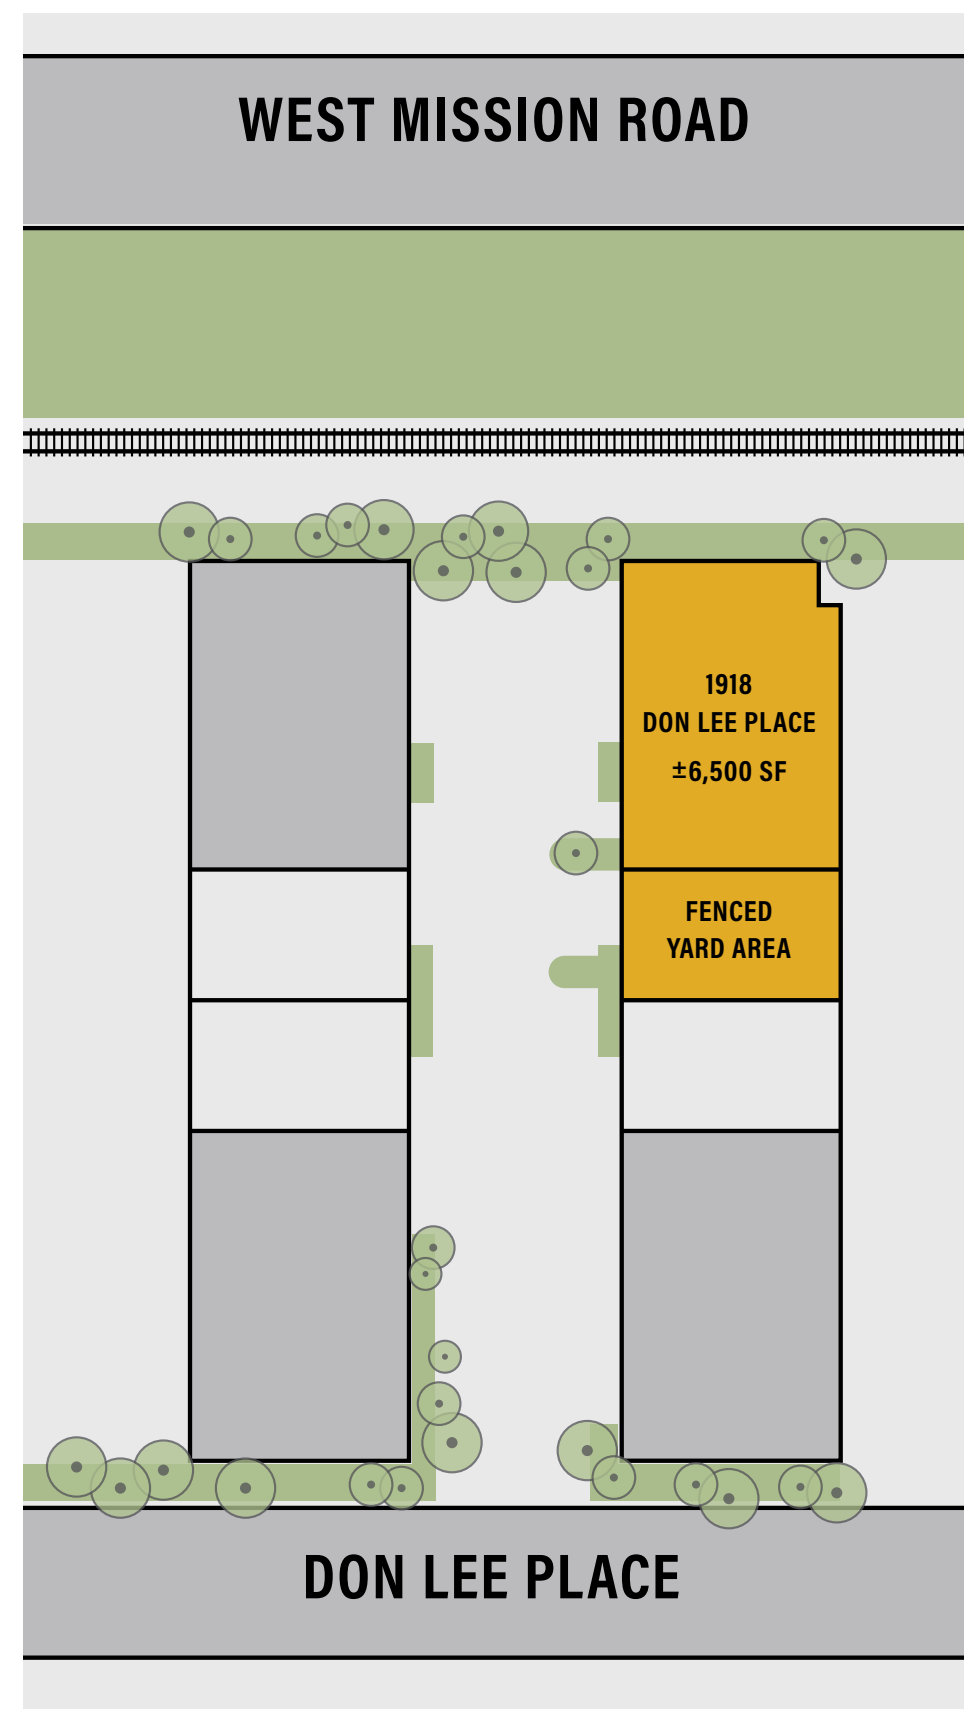 WEST MISSION ROAD
1918
DON LEE PLACE
±6,500 SF
FENCED
YARD AREA
DON LEE PLACE